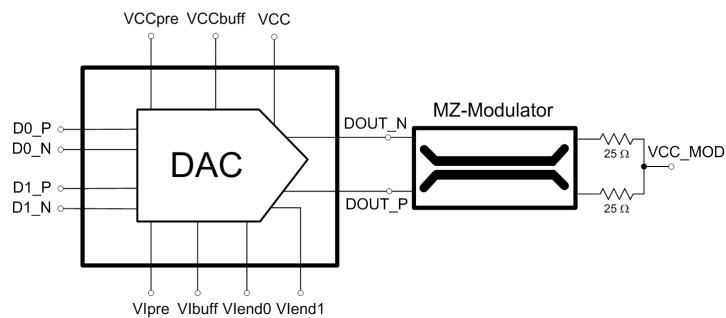 VCCpre VCCbuff VCC
D0_P
D0_N
D1_P
D1_N
DAC
DOUT_N
DOUT_P
MZ-Modulator
25 Ω
VCC_MOD
25 Ω
VIpre VIbuff VIend0 VIend1